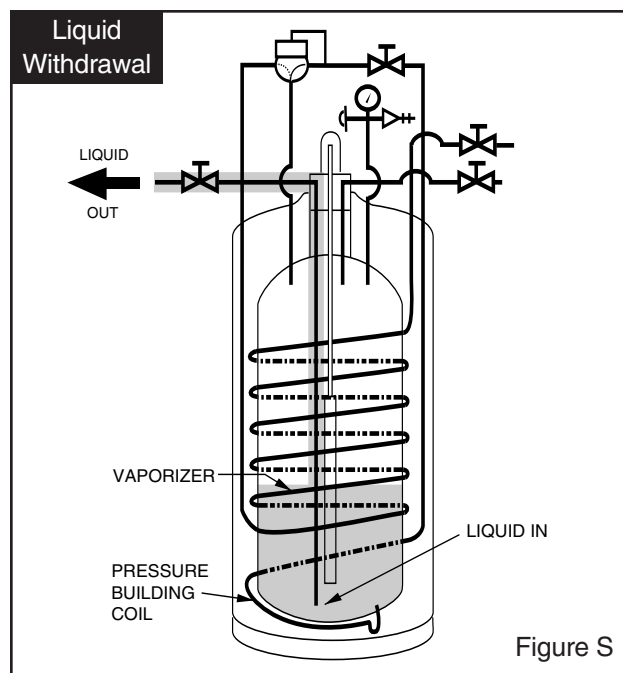 Liquid
Withdrawal
LIQUID
OUT
VAPORIZER
LIQUID IN
PRESSURE
BUILDING
COIL
Figure S